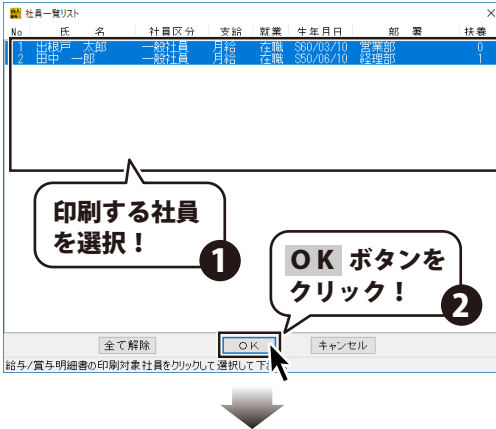 社員一覧リスト
No 氏 名 社員区分 支給 就業 生年月日 部 署 扶養
1 出根戸 太郎 一般社員 月給 在職 S60/03/10 営業部 0
2 田中 一郎 一般社員 月給 在職 S50/06/10 経理部 1
印刷する社員
を選択！
1
OK ボタンを
クリック！
2
全て解除 OK キャンセル
給与/賞与明細書の印刷対象社員をクリックして選択して下さ